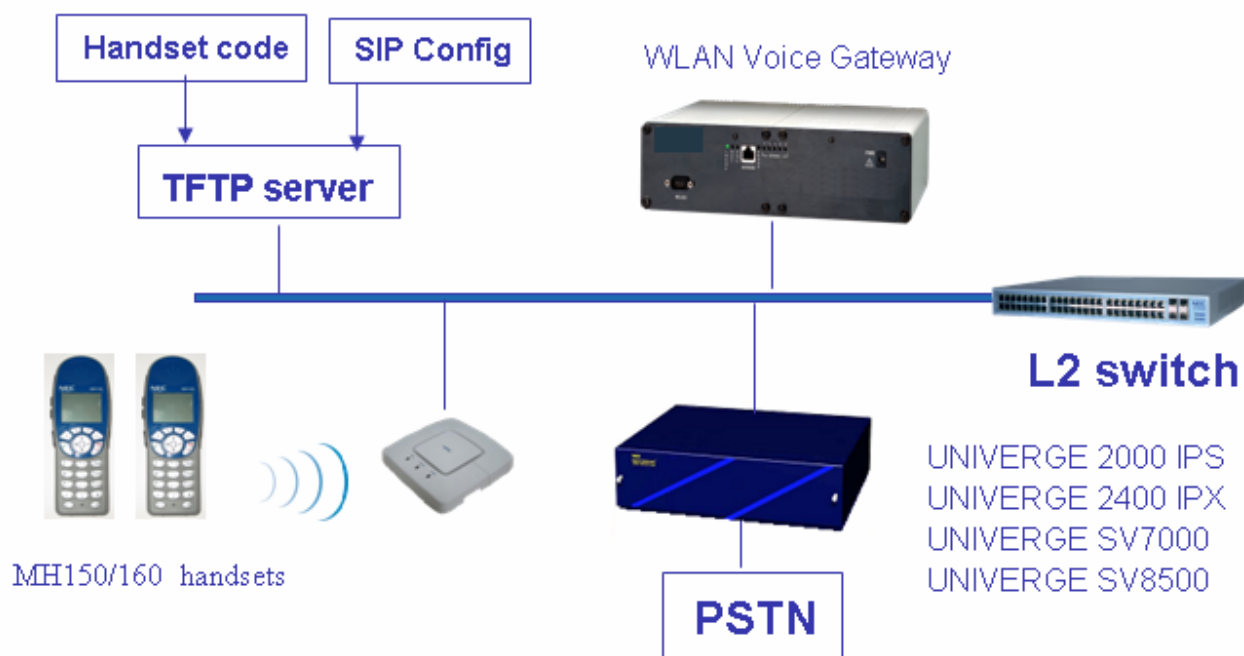 Handset code
SIP Config
WLAN Voice Gateway
TFTP server
L2 switch
UNIVERGE 2000 IPS
UNIVERGE 2400 IPX
UNIVERGE SV7000
UNIVERGE SV8500
MH150/160 handsets
PSTN